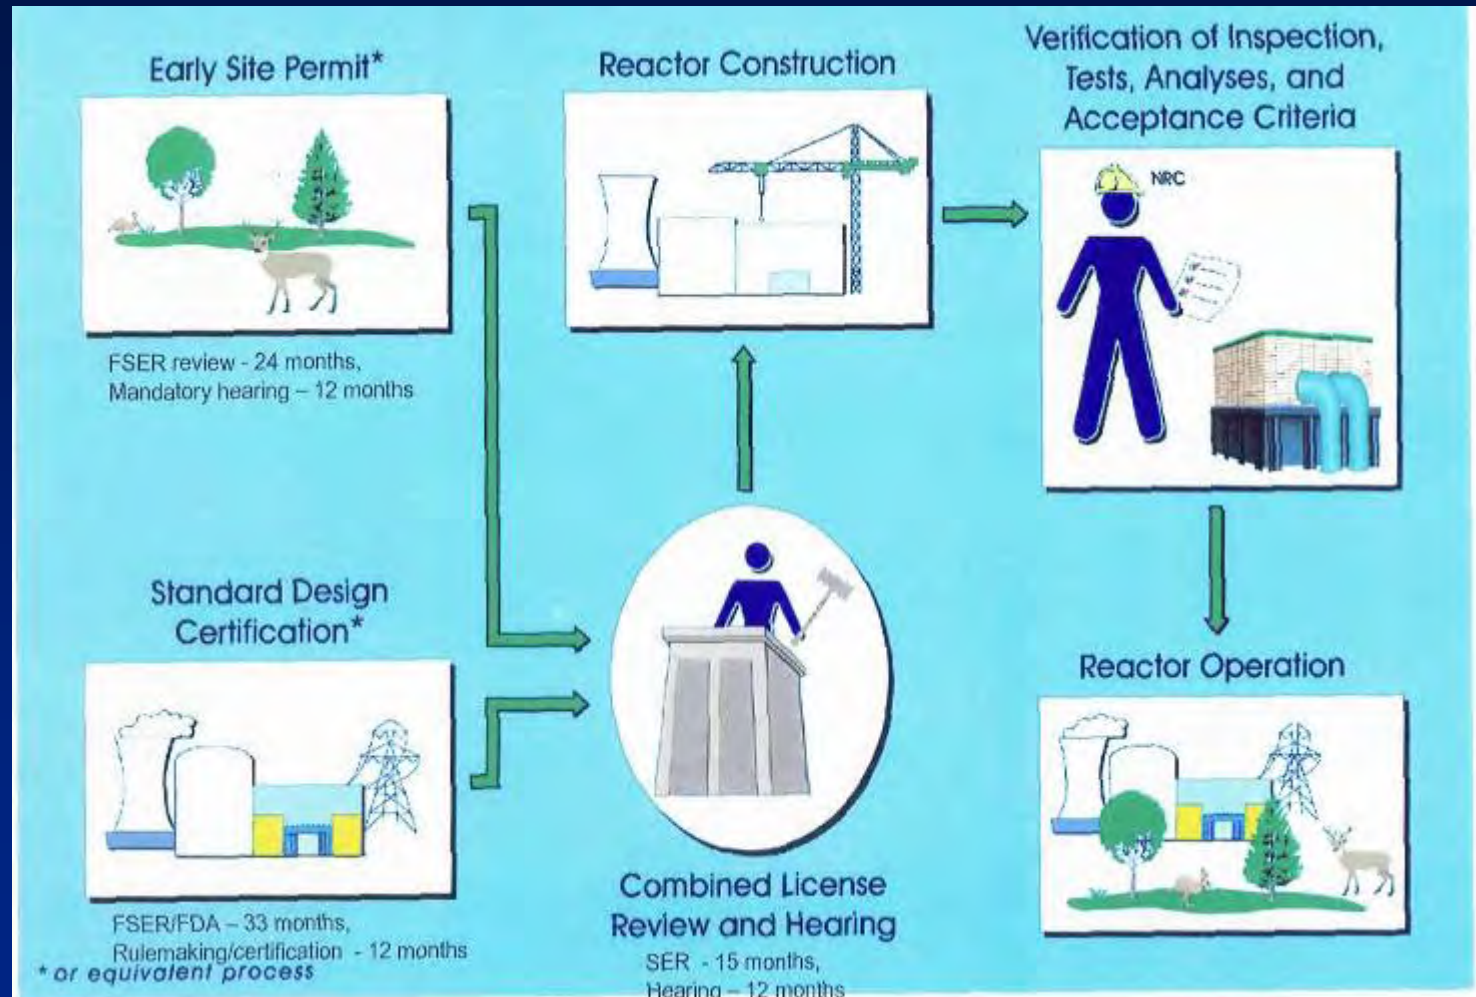 Early Site Permit*
FSER review - 24 months,
Mandatory hearing – 12 months
Standard Design
Certification*
FSER/FDA – 33 months,
Rulemaking/certification - 12 months
* or equivalent process
Reactor Construction
Combined License
Review and Hearing
SER - 15 months,
Hearing – 12 months
Verification of Inspection,
Tests, Analyses, and
Acceptance Criteria
NRC
Reactor Operation